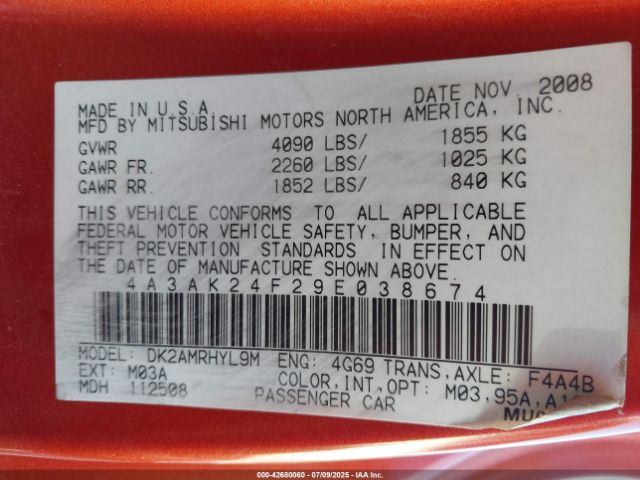 MADE IN U.S.A. DATE NOV. 2008
MFD BY MITSUBISHI MOTORS NORTH AMERICA, INC.
GVWR 4090 LBS/ 1855 KG
GAWR FR. 2260 LBS/ 1025 KG
GAWR RR. 1852 LBS/ 840 KG
THIS VEHICLE CONFORMS TO ALL APPLICABLE
FEDERAL MOTOR VEHICLE SAFETY, BUMPER, AND
THEFT PREVENTION STANDARDS IN EFFECT ON
THE DATE OF MANUFACTURE SHOWN ABOVE.
4A3AK24F29E038674
MODEL: DK2AMRHYL9M ENG: 4G69 TRANS,AXLE: F4A4B
EXT: M03A COLOR,INT,OPT: M03,95A,
MDH 112508 PASSENGER CAR
000-42680060 / 07/09/2025 / IAAI.COM